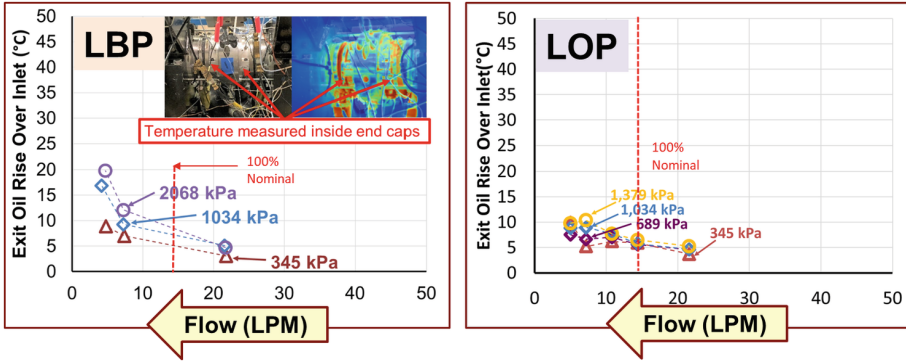 Exit Oil Rise Over Inlet (°C)
50
45
40
35
30
25
20
15
10
5
0
LBP
Temperature measured inside end caps
100%
Nominal
2068 kPa
1034 kPa
345 kPa
0 10 20 30 40 50
Flow (LPM)
Exit Oil Rise Over Inlet(°C)
50
45
40
35
30
25
20
15
10
5
0
LOP
100%
Nominal
1,379 kPa
1,034 kPa
689 kPa
345 kPa
0 10 20 30 40 50
Flow (LPM)